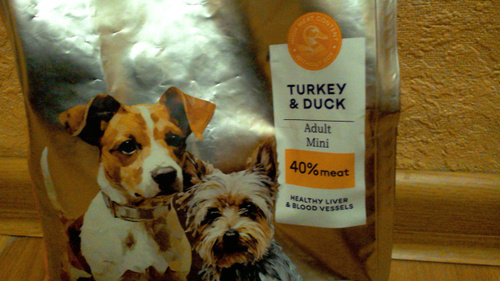 TURKEY
& DUCK
Adult
Mini
40% meat
HEALTHY LIVER
& BLOOD VESSELS